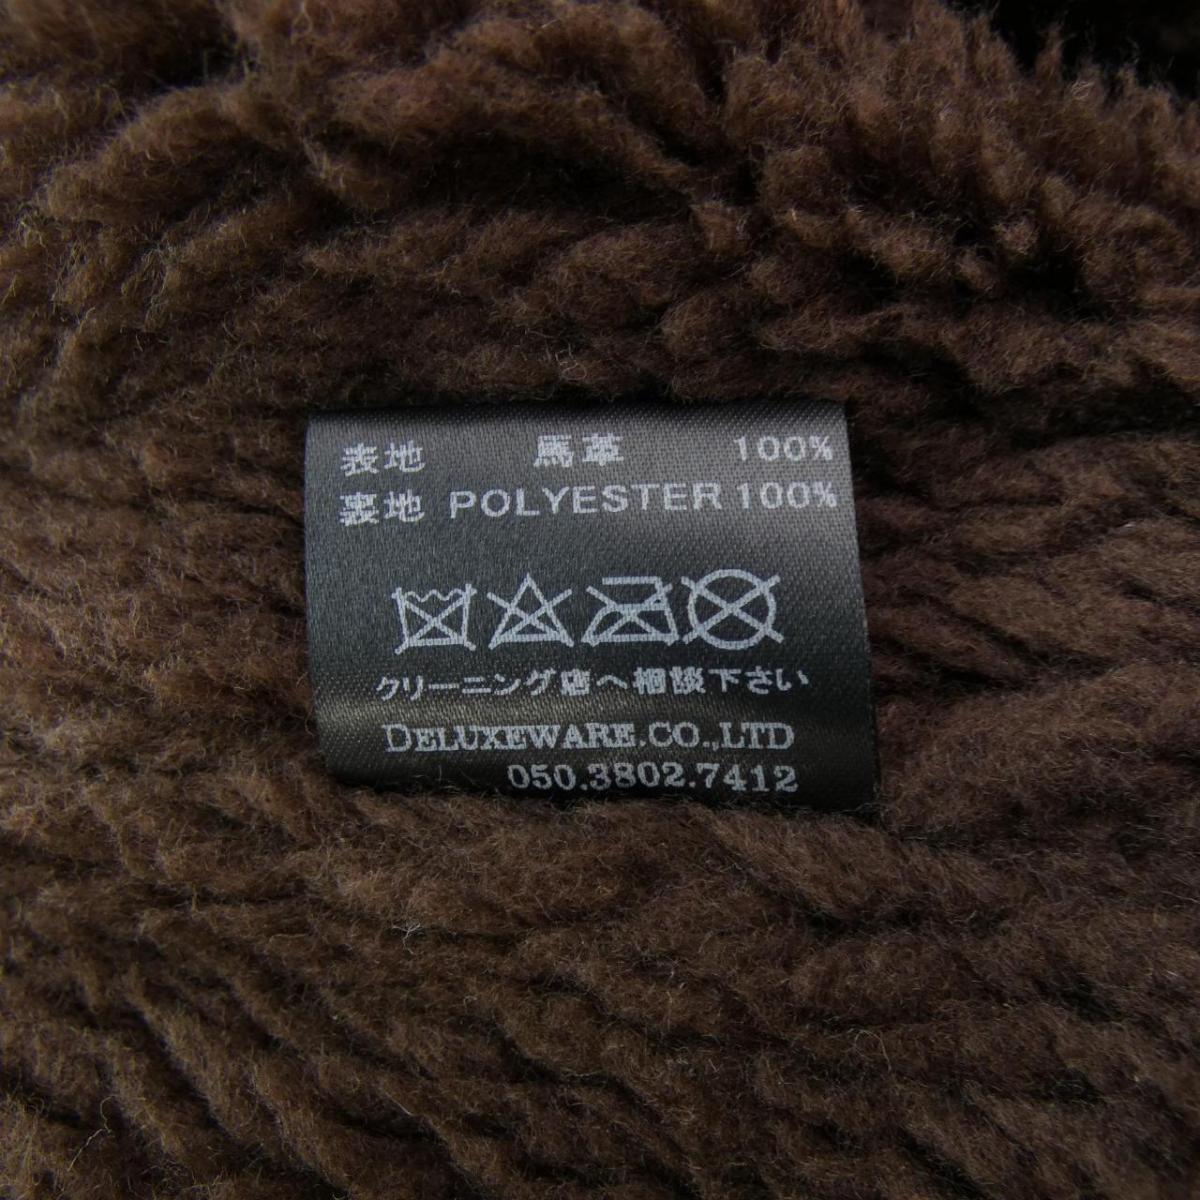 表地 馬革 100%
裏地 POLYESTER 100%
クリーニング店へ相談下さい
DELUXEWARE.CO.,LTD
050.3802.7412